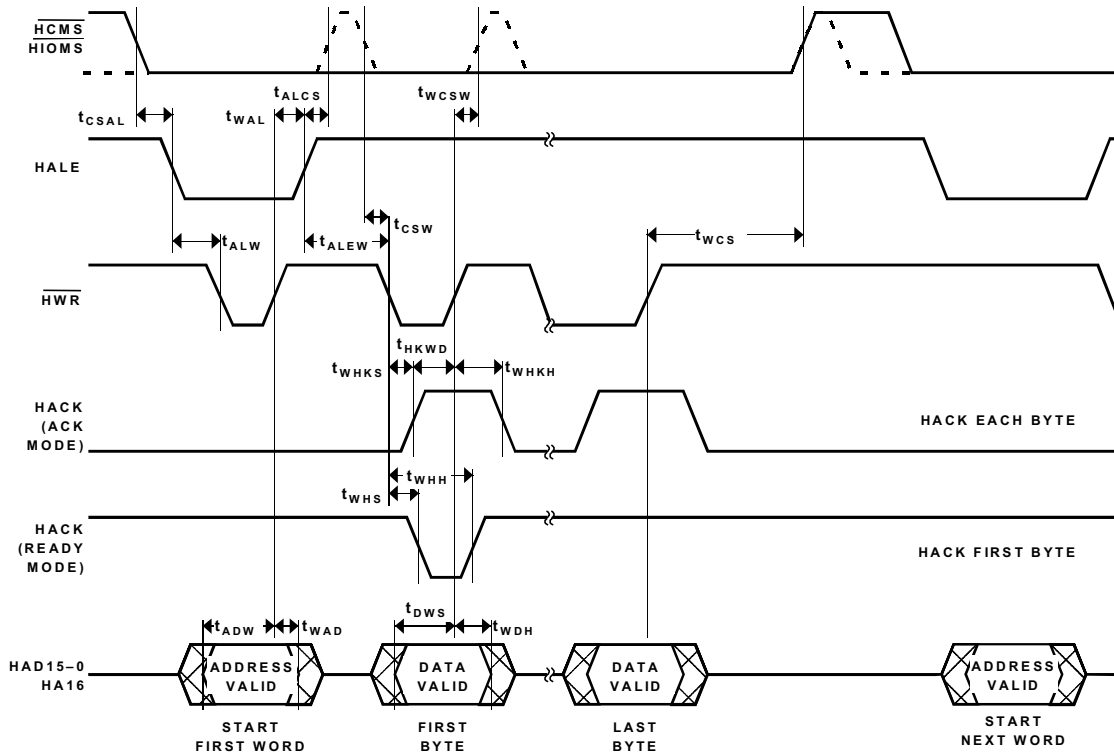 HCMS
HIOMS
tALCS
tWCSW
tCSAL
tWAL
HALE
tCSW
tALW
tALEW
tWCS
HWR
tHKWD
tWHKS
tWHKH
HACK
(ACK
MODE)
HACK EACH BYTE
tWHH
tWHS
HACK
(READY
MODE)
HACK FIRST BYTE
tADW
tWAD
tDWS
tWDH
HAD15–0
HA16
ADDRESS
VALID
DATA
VALID
DATA
VALID
ADDRESS
VALID
START
FIRST WORD
FIRST
BYTE
LAST
BYTE
START
NEXT WORD